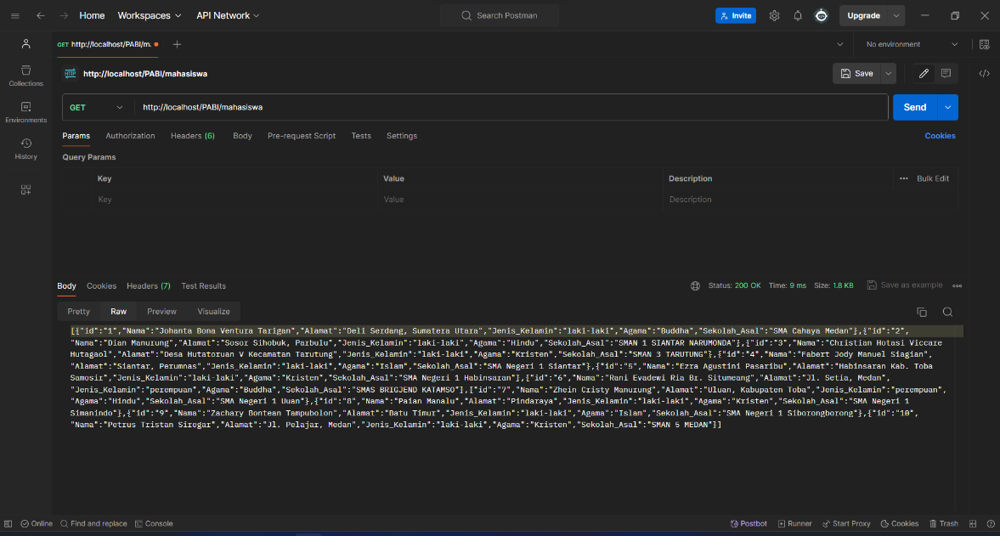 Home Workspaces API Network Search Postman Invite Upgrade
GET http://localhost/PABI/m. No environment
HTTP http://localhost/PABI/mahasiswa Save
Collections
Environments
History
GET http://localhost/PABI/mahasiswa Send
Params Authorization Headers (6) Body Pre-request Script Tests Settings Cookies
Query Params
Key Value Description ••• Bulk Edit
Key Value Description
Body Cookies Headers (7) Test Results Status: 200 OK Time: 9 ms Size: 1.8 KB Save as example
Pretty Raw Preview Visualize
[{"id":"1","Nama":"Johanta Bona Ventura Tarigan","Alamat":"Deli Serdang, Sumatera Utara","Jenis_Kelamin":"laki-laki","Agama":"Buddha","Sekolah_Asal":"SMA Cahaya Medan"},{"id":"2",
"Nama":"Dian Manurung","Alamat":"Sosor Sihobuk, Parbulu","Jenis_Kelamin":"laki-laki","Agama":"Hindu","Sekolah_Asal":"SMAN 1 SIANTAR NARUMONDA"},{"id":"3","Nama":"Christian Hotasi Viccare
Hutagaol","Alamat":"Desa Hutatoruan V Kecamatan Tarutung","Jenis_Kelamin":"laki-laki","Agama":"Kristen","Sekolah_Asal":"SMAN 3 TARUTUNG"},{"id":"4","Nama":"Fabert Jody Manuel Siagian",
"Alamat":"Siantar, Perumnas","Jenis_Kelamin":"laki-laki","Agama":"Islam","Sekolah_Asal":"SMA Negeri 1 Siantar"},{"id":"5","Nama":"Ezra Agustini Pasaribu","Alamat":"Habinsaran Kab. Toba
Samosir","Jenis_Kelamin":"laki-laki","Agama":"Kristen","Sekolah_Asal":"SMA Negeri 1 Habinsaran"},{"id":"6","Nama":"Rani Evadewi Ria Br. Situmeang","Alamat":"Jl. Setia, Medan",
"Jenis_Kelamin":"perempuan","Agama":"Buddha","Sekolah_Asal":"SMAS BRIGJEND KATAMSO"},{"id":"7","Nama":"Zhein Cristy Manurung","Alamat":"Uluan, Kabupaten Toba","Jenis_Kelamin":"perempuan",
"Agama":"Hindu","Sekolah_Asal":"SMA Negeri 1 Uuan"},{"id":"8","Nama":"Paian Manalu","Alamat":"Pindaraya","Jenis_Kelamin":"laki-laki","Agama":"Kristen","Sekolah_Asal":"SMA Negeri 1
Simanindo"},{"id":"9","Nama":"Zachary Bontean Tampubolon","Alamat":"Batu Timur","Jenis_Kelamin":"laki-laki","Agama":"Islam","Sekolah_Asal":"SMA Negeri 1 Siborongborong"},{"id":"10",
"Nama":"Petrus Tristan Siregar","Alamat":"Jl. Pelajar, Medan","Jenis_Kelamin":"laki-laki","Agama":"Kristen","Sekolah_Asal":"SMAN 5 MEDAN"}]
Online Find and replace Console Postbot Runner Start Proxy Cookies Trash